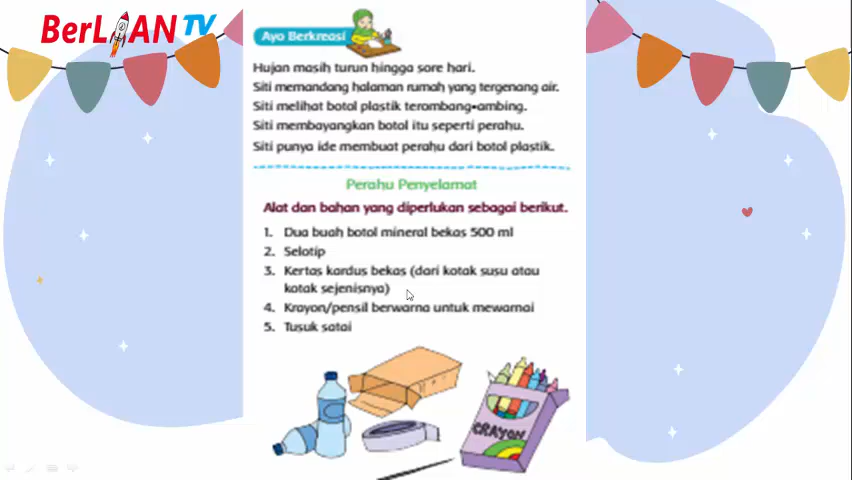 BerLIAN TV
Ayo Berkreasi
Hujan masih turun hingga sore hari.
Siti memandang halaman rumah yang tergenang air.
Siti melihat botol plastik terombang-ambing.
Siti membayangkan botol itu seperti perahu.
Siti punya ide membuat perahu dari botol plastik.
Perahu Penyelamat
Alat dan bahan yang diperlukan sebagai berikut.
1. Dua buah botol mineral bekas 500 ml
2. Selotip
3. Kertas kardus bekas (dari kotak susu atau
kotak sejenisnya)
4. Krayon/pensil berwarna untuk mewarnai
5. Tusuk satai
CRAYON